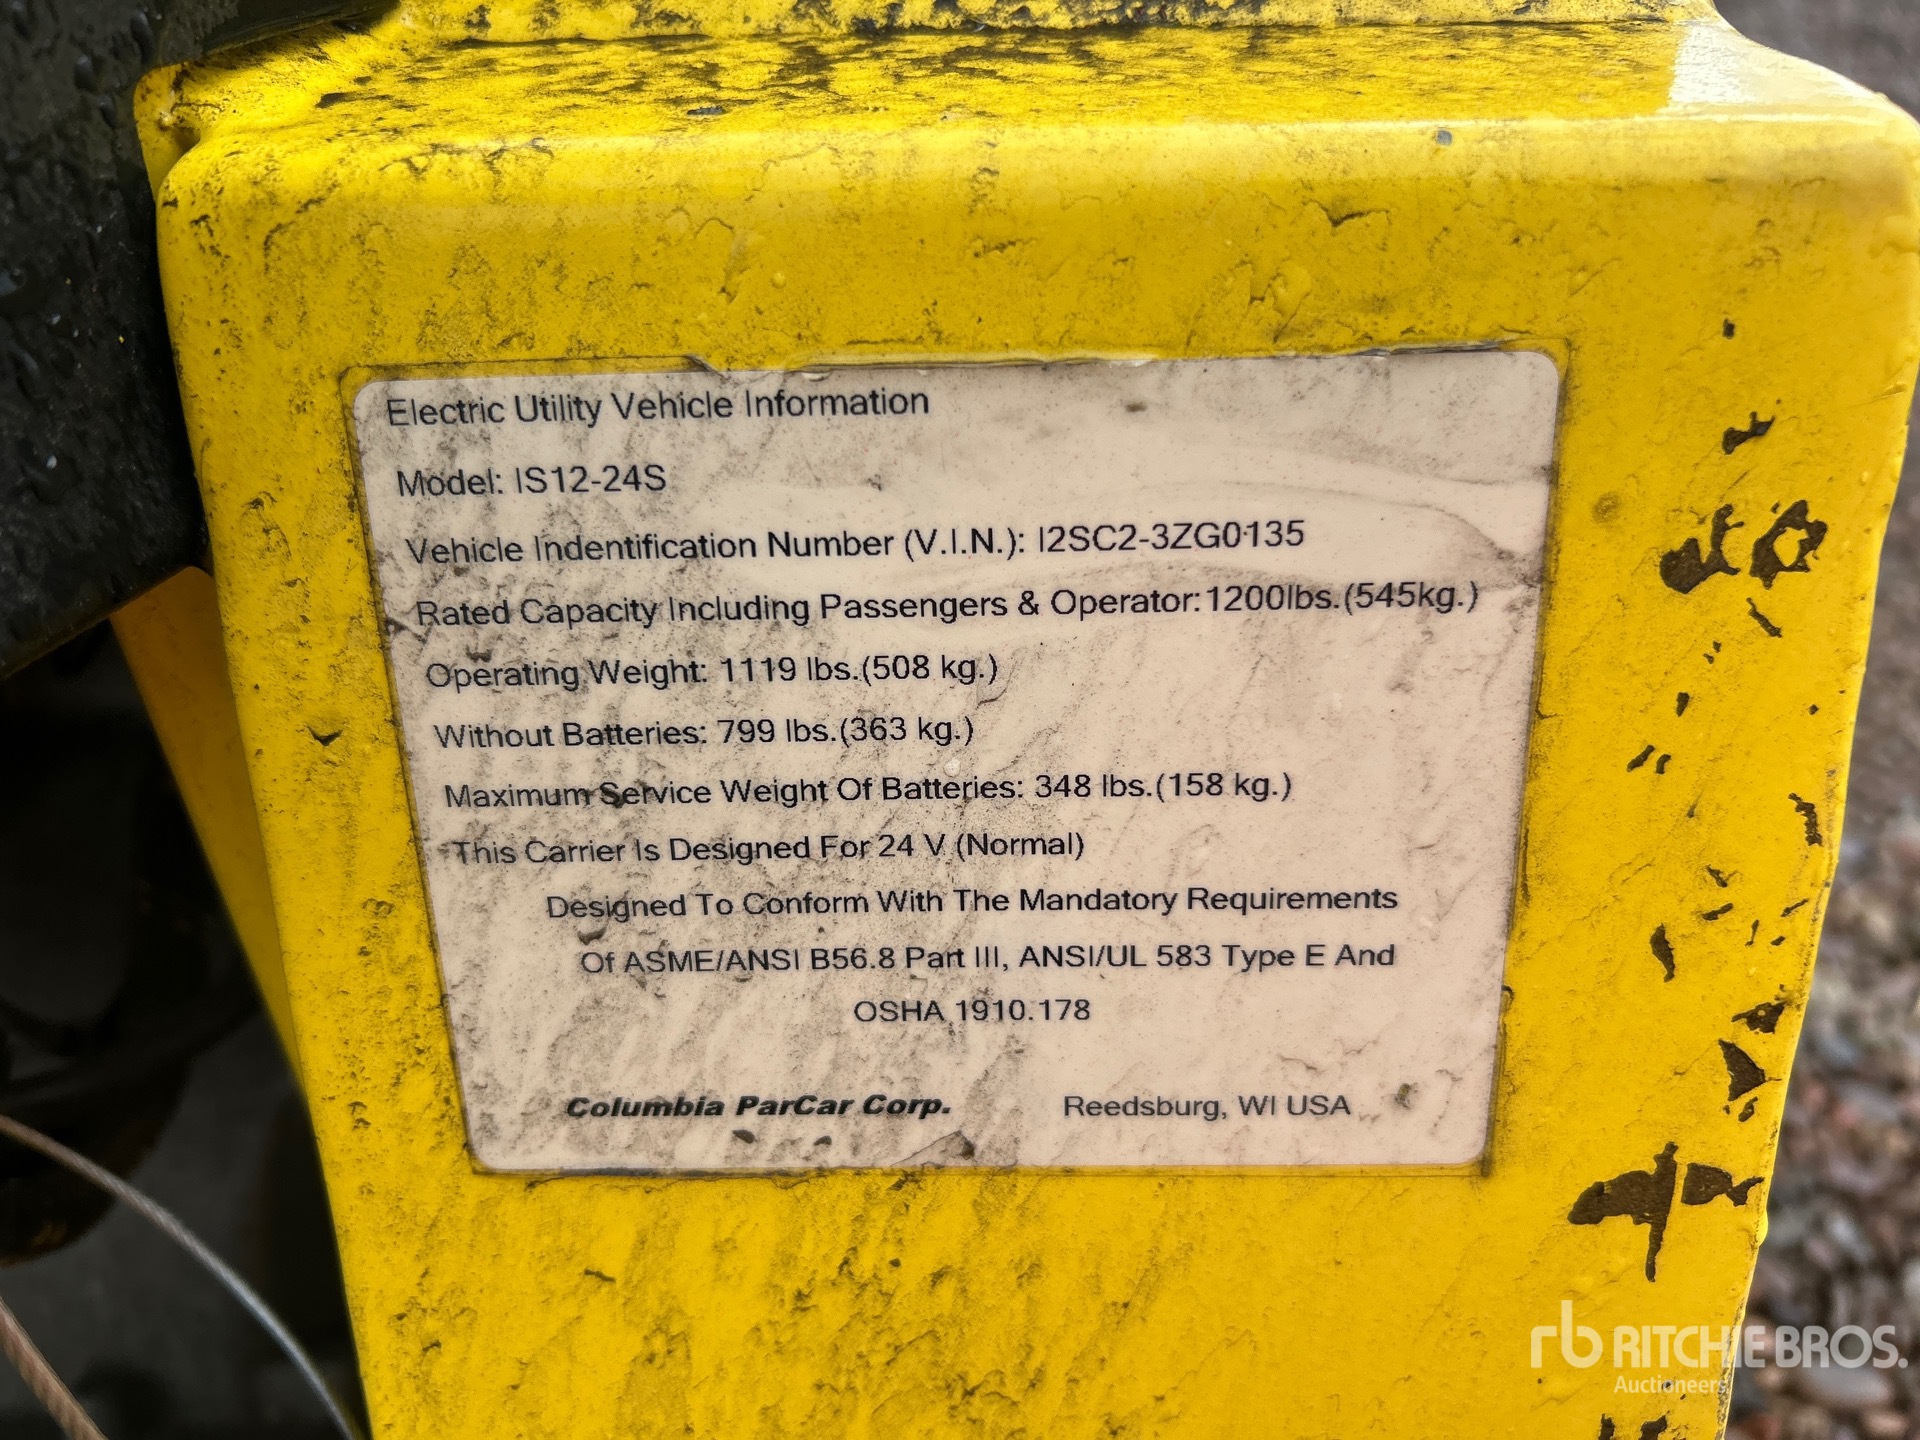 Electric Utility Vehicle Information
Model: IS12-24S
Vehicle Indentification Number (V.I.N.): I2SC2-3ZG0135
Rated Capacity Including Passengers & Operator:1200lbs.(545kg.)
Operating Weight: 1119 lbs.(508 kg.)
Without Batteries: 799 lbs.(363 kg.)
Maximum Service Weight Of Batteries: 348 lbs.(158 kg.)
This Carrier Is Designed For 24 V (Normal)
Designed To Conform With The Mandatory Requirements
Of ASME/ANSI B56.8 Part III, ANSI/UL 583 Type E And
OSHA 1910.178
Columbia ParCar Corp. Reedsburg, WI USA
rb RITCHIE BROS.
Auctioneers